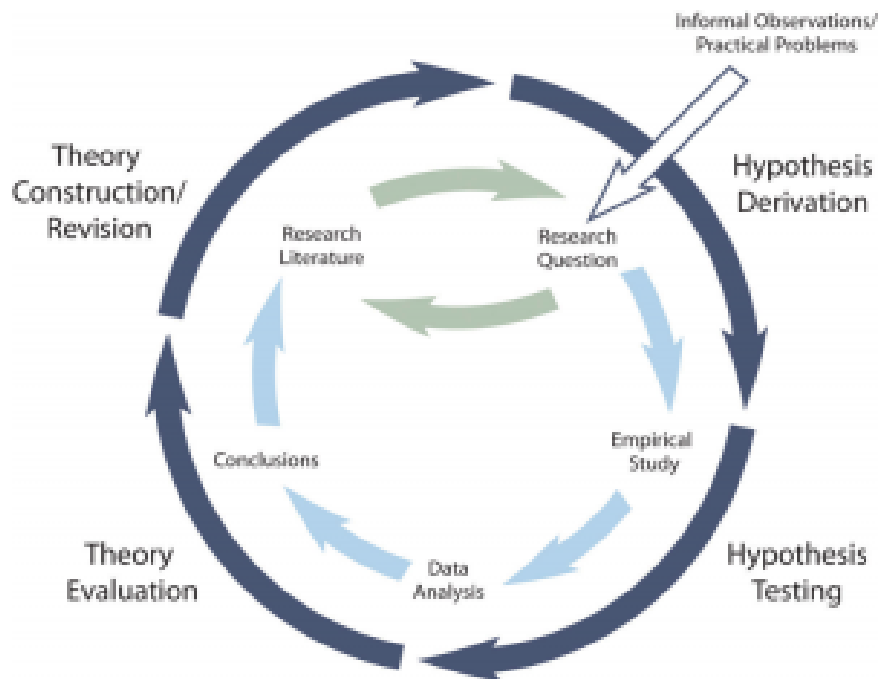 Informal Observations/
Practical Problems
Theory
Construction/
Revision
Hypothesis
Derivation
Research
Literature
Research
Question
Conclusions
Empirical
Study
Data
Analysis
Theory
Evaluation
Hypothesis
Testing